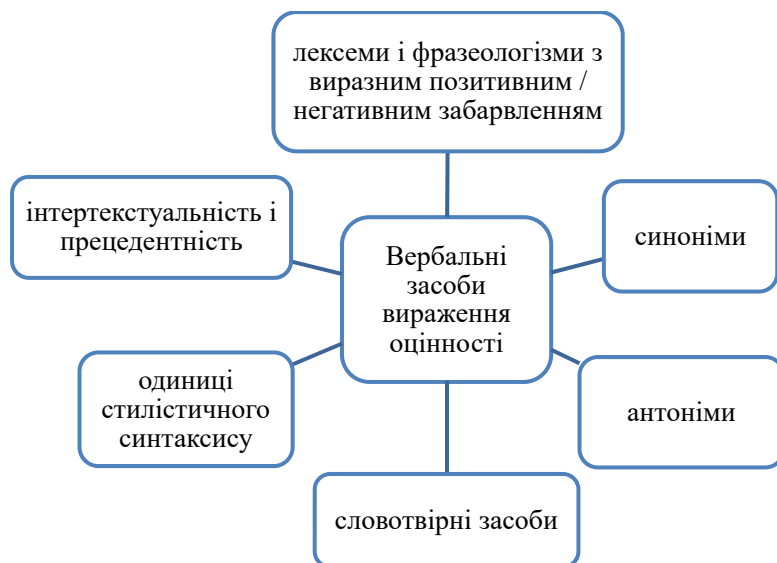 лексеми і фразеологізми з
виразним позитивним /
негативним забарвленням
інтертекстуальність і
прецедентність
Вербальні
засоби
вираження
оцінності
синоніми
одиниці
стилістичного
синтаксису
антоніми
словотвірні засоби